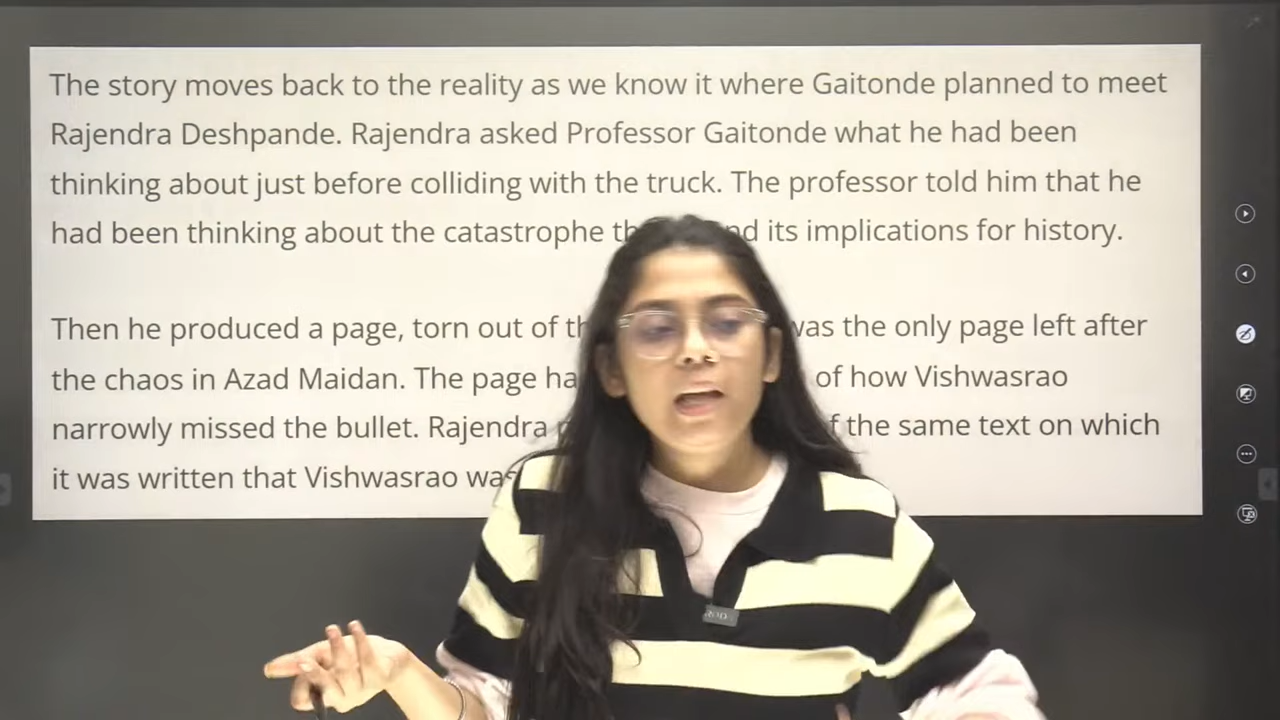 The story moves back to the reality as we know it where Gaitonde planned to meet
Rajendra Deshpande. Rajendra asked Professor Gaitonde what he had been
thinking about just before colliding with the truck. The professor told him that he
had been thinking about the catastrophe its implications for history.
Then he produced a page, torn out of was the only page left after
the chaos in Azad Maidan. The page of how Vishwasrao
narrowly missed the bullet. Rajendra the same text on which
it was written that Vishwasrao